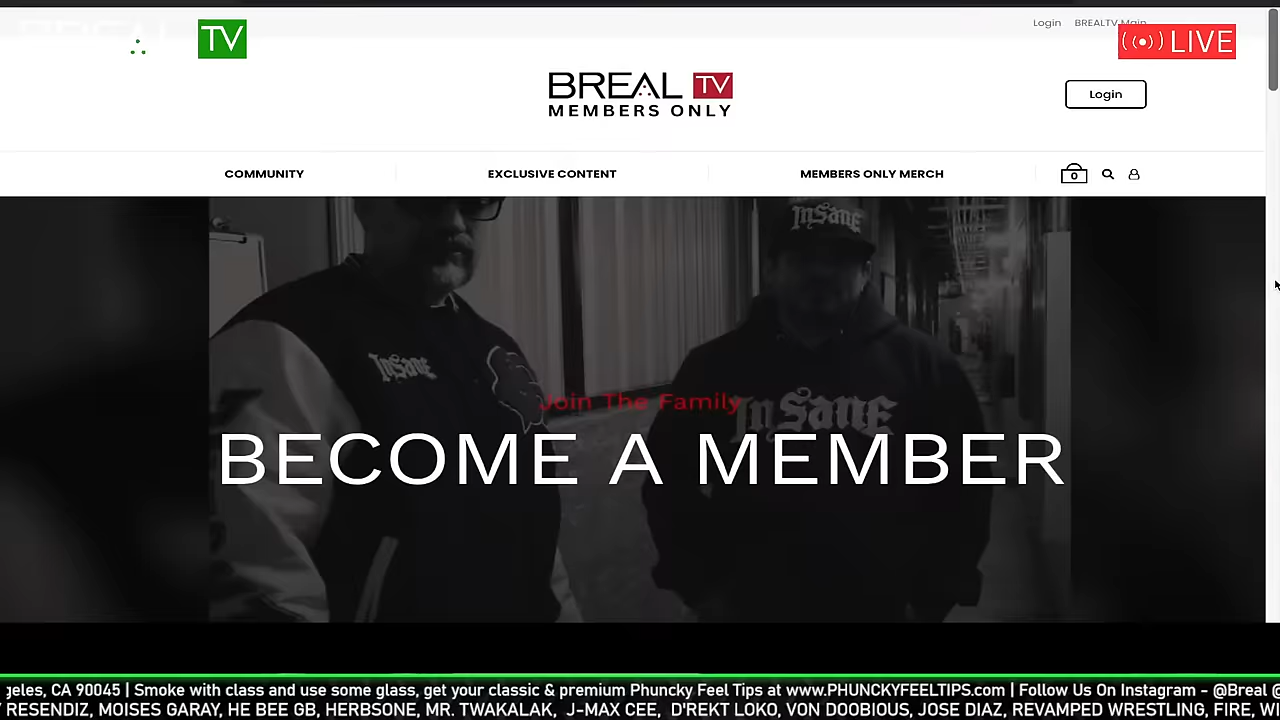 Login BREALTV Main
TV
LIVE
BREAL TV
MEMBERS ONLY
Login
COMMUNITY
EXCLUSIVE CONTENT
MEMBERS ONLY MERCH
0
InSane
InSane
InSane
Join The Family
BECOME A MEMBER
geles, CA 90045 | Smoke with class and use some glass, get your classic & premium Phuncky Feel Tips at www.PHUNCKYFEELTIPS.com | Follow Us On Instagram - @Breal @
RESENDIZ, MOISES GARAY, HE BEE GB, HERBSONE, MR. TWAKALAK, J-MAX CEE, D'REKT LOKO, VON DOOBIOUS, JOSE DIAZ, REVAMPED WRESTLING, FIRE, WI